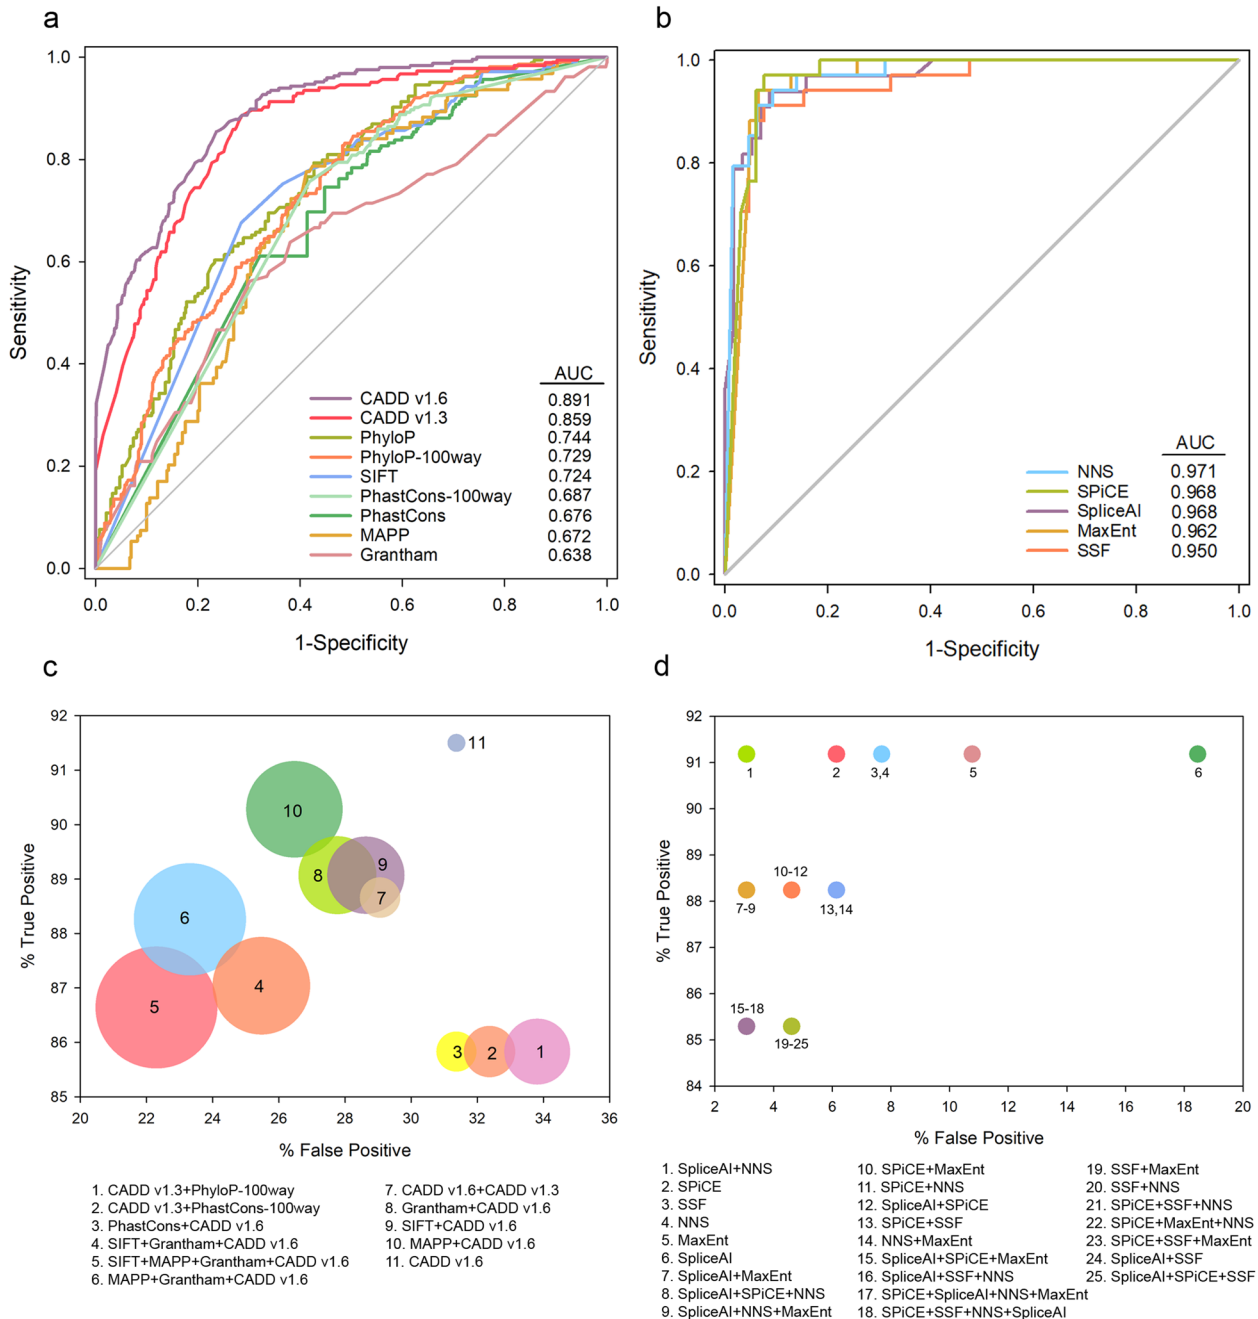 a
1.0
0.8
0.6
0.4
0.2
0.0
Sensitivity
AUC
CADD v1.6 0.891
CADD v1.3 0.859
PhyloP 0.744
PhyloP-100way 0.729
SIFT 0.724
PhastCons-100way 0.687
PhastCons 0.676
MAPP 0.672
Grantham 0.638
0.0 0.2 0.4 0.6 0.8 1.0
1-Specificity
b
1.0
0.8
0.6
0.4
0.2
0.0
Sensitivity
AUC
NNS 0.971
SPiCE 0.968
SpliceAI 0.968
MaxEnt 0.962
SSF 0.950
0.0 0.2 0.4 0.6 0.8 1.0
1-Specificity
c
92
91
90
89
88
87
86
85
% True Positive
11
10
8
9
7
6
5
4
3
2
1
20 22 24 26 28 30 32 34 36
% False Positive
1. CADD v1.3+PhyloP-100way
2. CADD v1.3+PhastCons-100way
3. PhastCons+CADD v1.6
4. SIFT+Grantham+CADD v1.6
5. SIFT+MAPP+Grantham+CADD v1.6
6. MAPP+Grantham+CADD v1.6
7. CADD v1.6+CADD v1.3
8. Grantham+CADD v1.6
9. SIFT+CADD v1.6
10. MAPP+CADD v1.6
11. CADD v1.6
d
92
91
90
89
88
87
86
85
84
% True Positive
1
2
3,4
5
6
7-9
10-12
13,14
15-18
19-25
2 4 6 8 10 12 14 16 18 20
% False Positive
1. SpliceAI+NNS
2. SPiCE
3. SSF
4. NNS
5. MaxEnt
6. SpliceAI
7. SpliceAI+MaxEnt
8. SpliceAI+SPiCE+NNS
9. SpliceAI+NNS+MaxEnt
10. SPiCE+MaxEnt
11. SPiCE+NNS
12. SpliceAI+SPiCE
13. SPiCE+SSF
14. NNS+MaxEnt
15. SpliceAI+SPiCE+MaxEnt
16. SpliceAI+SSF+NNS
17. SPiCE+SpliceAI+NNS+MaxEnt
18. SPiCE+SSF+NNS+SpliceAI
19. SSF+MaxEnt
20. SSF+NNS
21. SPiCE+SSF+NNS
22. SPiCE+MaxEnt+NNS
23. SPiCE+SSF+MaxEnt
24. SpliceAI+SSF
25. SpliceAI+SPiCE+SSF